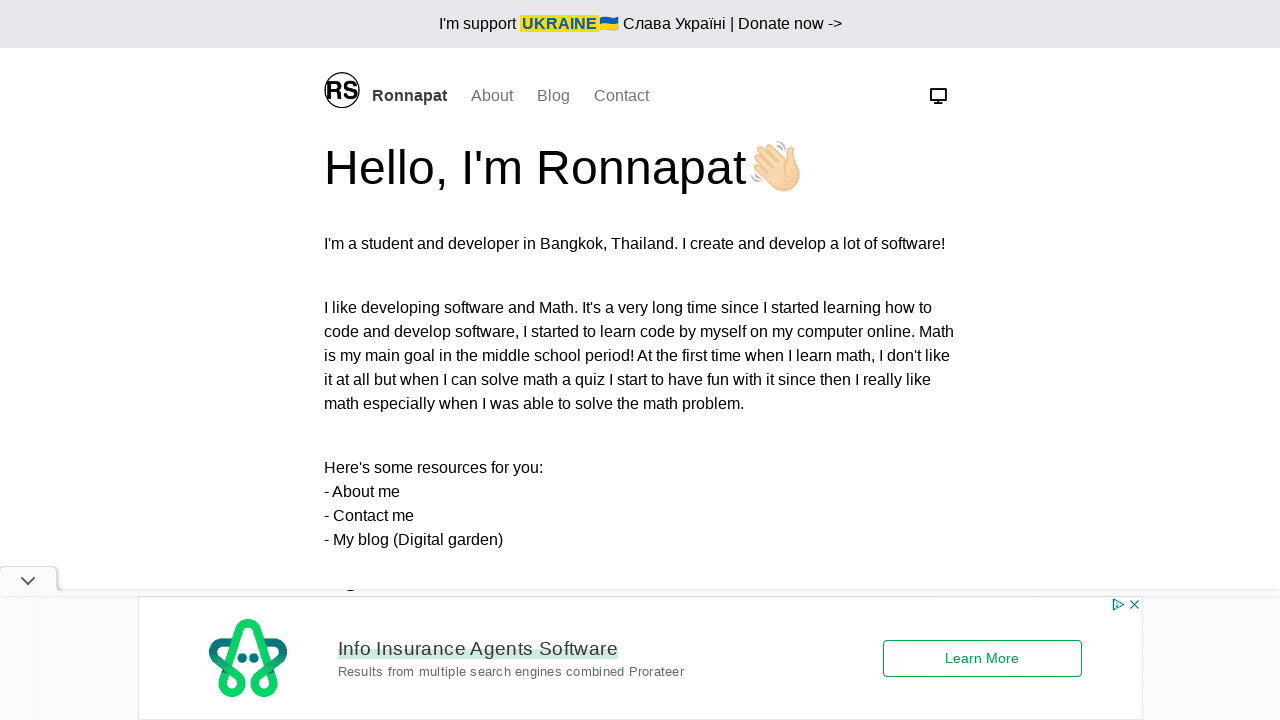 I'm support UKRAINE🇺🇦 Слава Україні | Donate now ->
RS Ronnapat About Blog Contact
Hello, I'm Ronnapat👋🏻
I'm a student and developer in Bangkok, Thailand. I create and develop a lot of software!
I like developing software and Math. It's a very long time since I started learning how to
code and develop software, I started to learn code by myself on my computer online. Math
is my main goal in the middle school period! At the first time when I learn math, I don't like
it at all but when I can solve math a quiz I start to have fun with it since then I really like
math especially when I was able to solve the math problem.
Here's some resources for you:
- About me
- Contact me
- My blog (Digital garden)
Info Insurance Agents Software
Results from multiple search engines combined Prorateer
Learn More